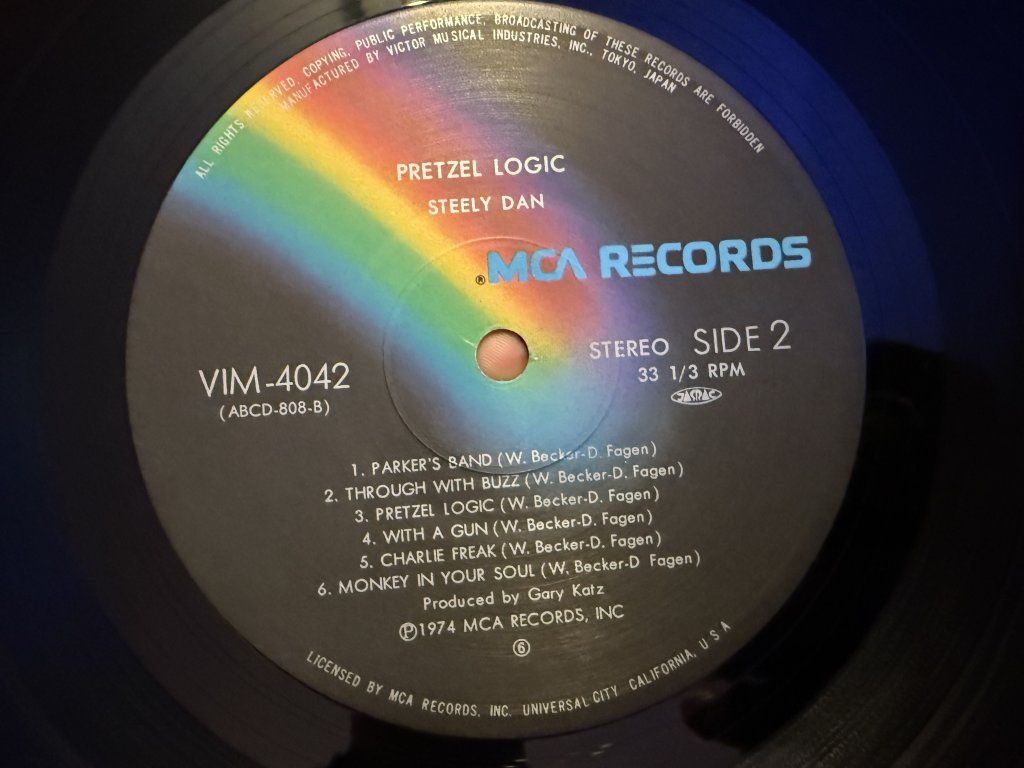 ALL RIGHTS RESERVED. COPYING, PUBLIC PERFORMANCE, BROADCASTING OF THESE RECORDS ARE FORBIDDEN
MANUFACTURED BY VICTOR MUSICAL INDUSTRIES, INC., TOKYO, JAPAN
PRETZEL LOGIC
STEELY DAN
® MCA RECORDS
STEREO SIDE 2
33 1/3 RPM
JASRAC
VIM-4042
(ABCD-808-B)
1. PARKER'S BAND (W. Becker-D. Fagen)
2. THROUGH WITH BUZZ (W. Becker-D. Fagen)
3. PRETZEL LOGIC (W. Becker-D. Fagen)
4. WITH A GUN (W. Becker-D. Fagen)
5. CHARLIE FREAK (W. Becker-D. Fagen)
6. MONKEY IN YOUR SOUL (W. Becker-D Fagen)
Produced by Gary Katz
℗1974 MCA RECORDS, INC
⑥
LICENSED BY MCA RECORDS, INC. UNIVERSAL CITY CALIFORNIA, U S A